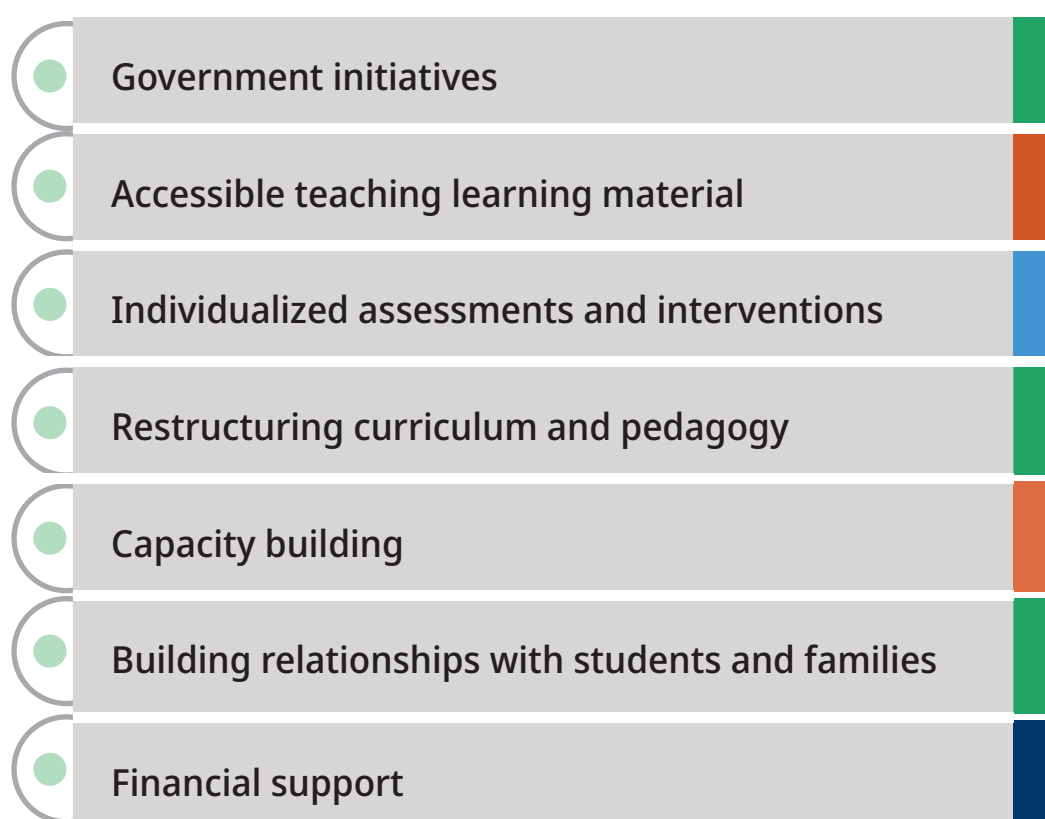 Government initiatives
Accessible teaching learning material
Individualized assessments and interventions
Restructuring curriculum and pedagogy
Capacity building
Building relationships with students and families
Financial support